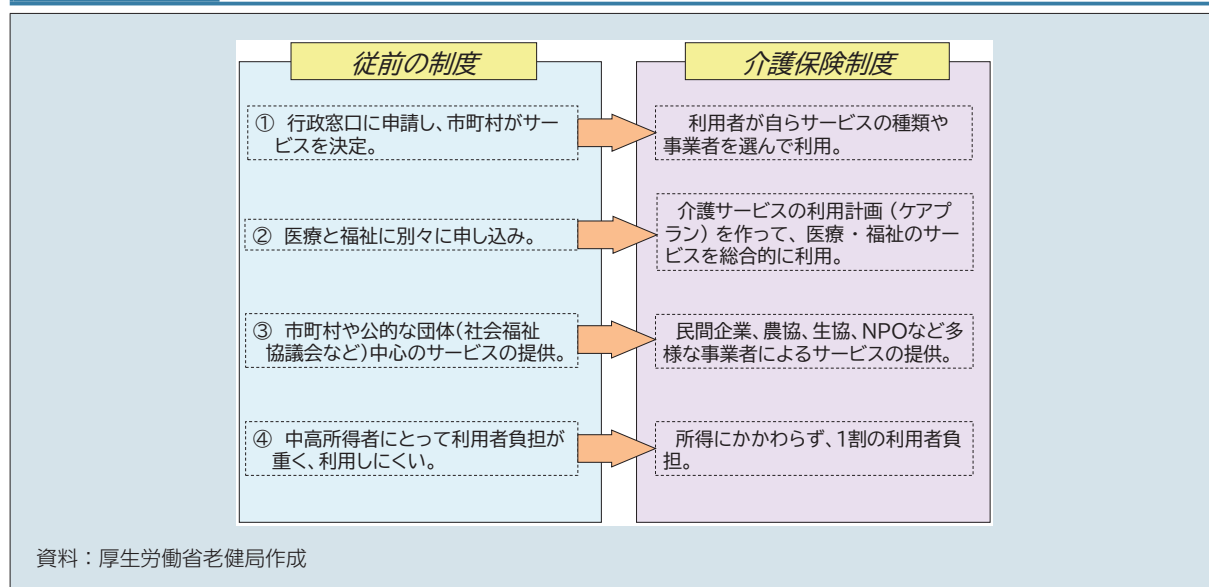 従前の制度
介護保険制度
① 行政窓口に申請し、市町村がサー
ビスを決定。
利用者が自らサービスの種類や
事業者を選んで利用。
② 医療と福祉に別々に申し込み。
介護サービスの利用計画（ケアプ
ラン）を作って、医療・福祉のサー
ビスを総合的に利用。
③ 市町村や公的な団体（社会福祉
協議会など）中心のサービスの提供。
民間企業、農協、生協、NPOなど多
様な事業者によるサービスの提供。
④ 中高所得者にとって利用者負担が
重く、利用しにくい。
所得にかかわらず、1割の利用者負
担。
資料：厚生労働省老健局作成